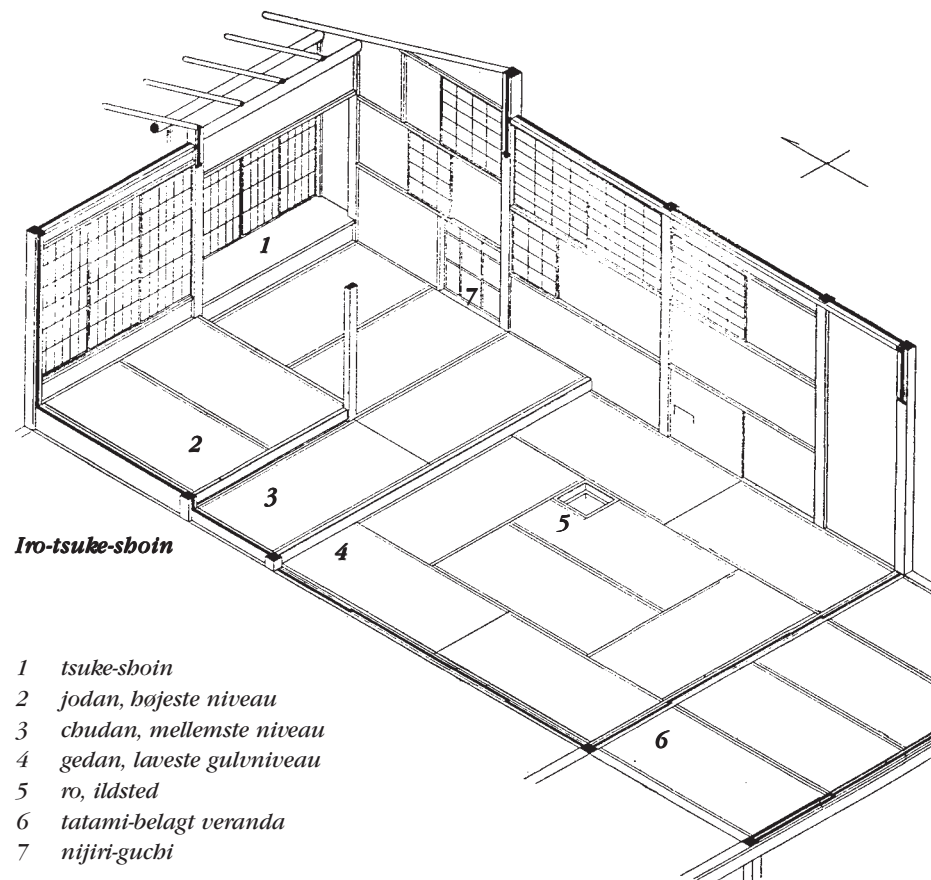 1
7
2
3
5
4
6
Iro-tsuke-shoin
1 tsuke-shoin
2 jodan, højeste niveau
3 chudan, mellemste niveau
4 gedan, laveste gulvniveau
5 ro, ildsted
6 tatami-belagt veranda
7 nijiri-guchi